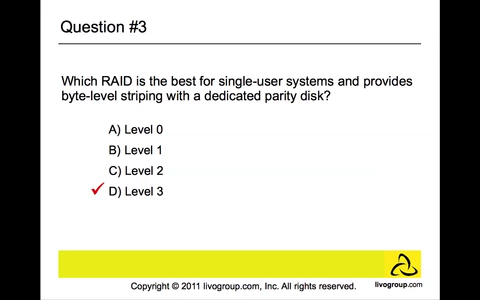 Question #3
Which RAID is the best for single-user systems and provides
byte-level striping with a dedicated parity disk?
A) Level 0
B) Level 1
C) Level 2
D) Level 3
livogroup.com
Copyright © 2011 livogroup.com, Inc. All rights reserved.